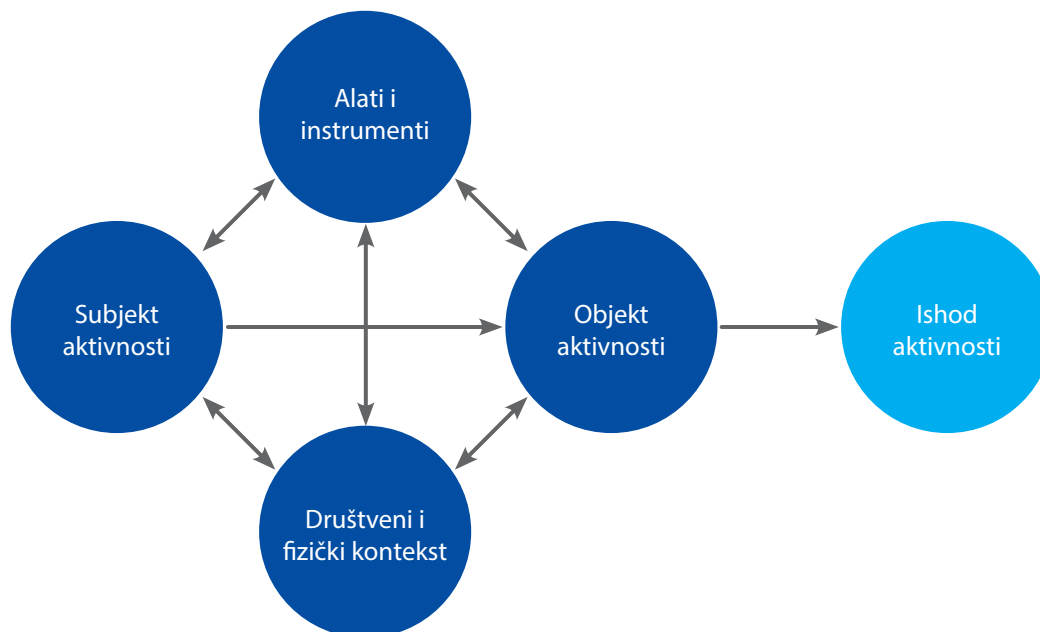 Alati i
instrumenti
Subjekt
aktivnosti
Objekt
aktivnosti
Ishod
aktivnosti
Društveni i
fizički kontekst